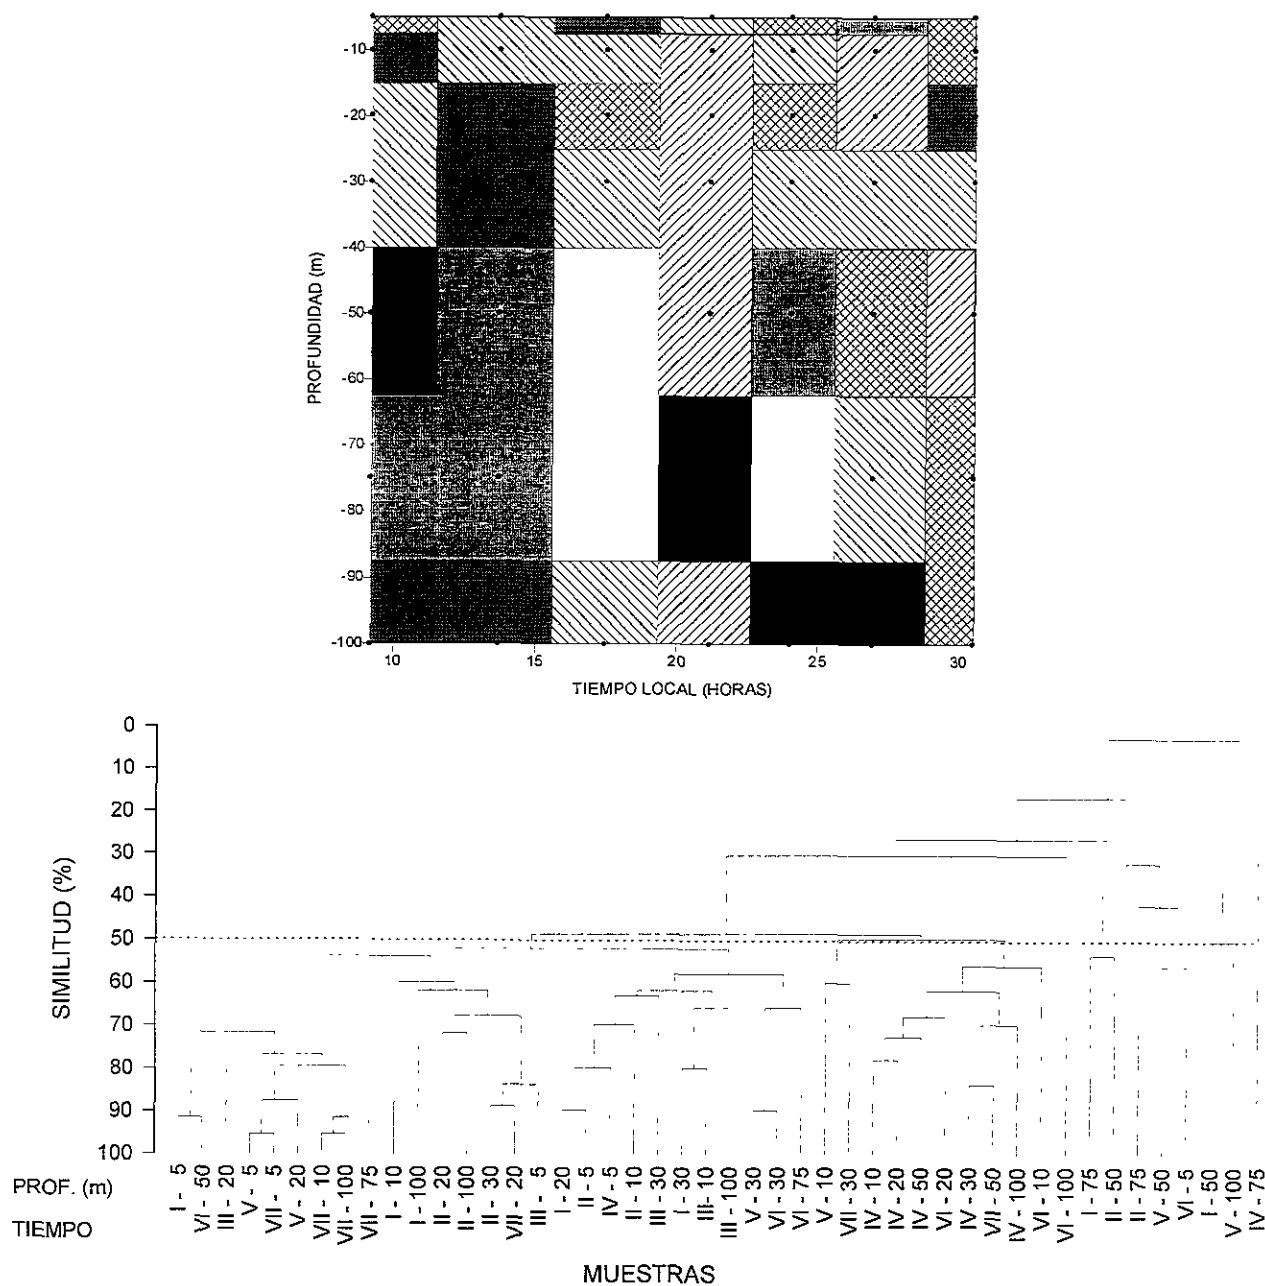 -10
-20
-30
-40
-50
-60
-70
-80
-90
-100
PROFUNDIDAD (m)
10 15 20 25 30
TIEMPO LOCAL (HORAS)
0
10
20
30
40
50
60
70
80
90
100
SIMILITUD (%)
PROF. (m)
TIEMPO
I - 5
VI - 50
III - 20
V - 5
VII - 5
V - 20
VII - 10
VII - 100
VII - 75
I - 10
I - 100
II - 20
II - 100
II - 30
VII - 20
III - 5
I - 20
II - 5
IV - 5
II - 10
III - 30
I - 30
III - 10
III - 100
V - 30
VI - 30
VI - 75
V - 10
VII - 30
IV - 10
IV - 20
IV - 50
VI - 20
IV - 30
VII - 50
IV - 100
VI - 10
VI - 100
I - 75
II - 50
II - 75
V - 50
VI - 5
I - 50
V - 100
IV - 75
MUESTRAS